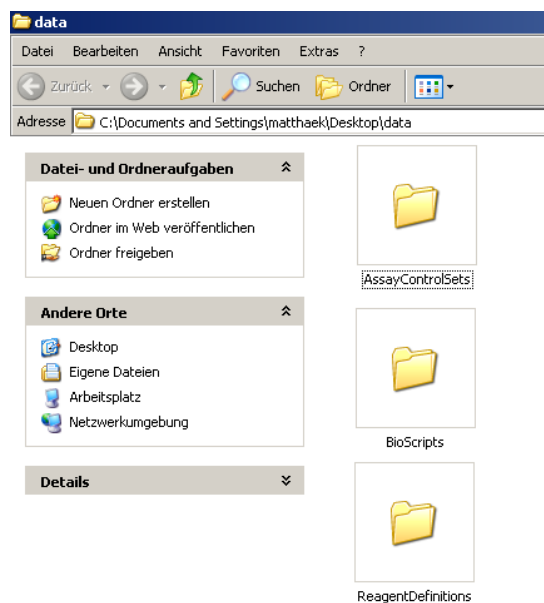 data
Datei Bearbeiten Ansicht Favoriten Extras ?
Zurück Suchen Ordner
Adresse C:\Documents and Settings\matthaek\Desktop\data
Datei- und Ordneraufgaben
Neuen Ordner erstellen
Ordner im Web veröffentlichen
Ordner freigeben
Andere Orte
Desktop
Eigene Dateien
Arbeitsplatz
Netzwerkumgebung
Details
AssayControlSets
BioScripts
ReagentDefinitions